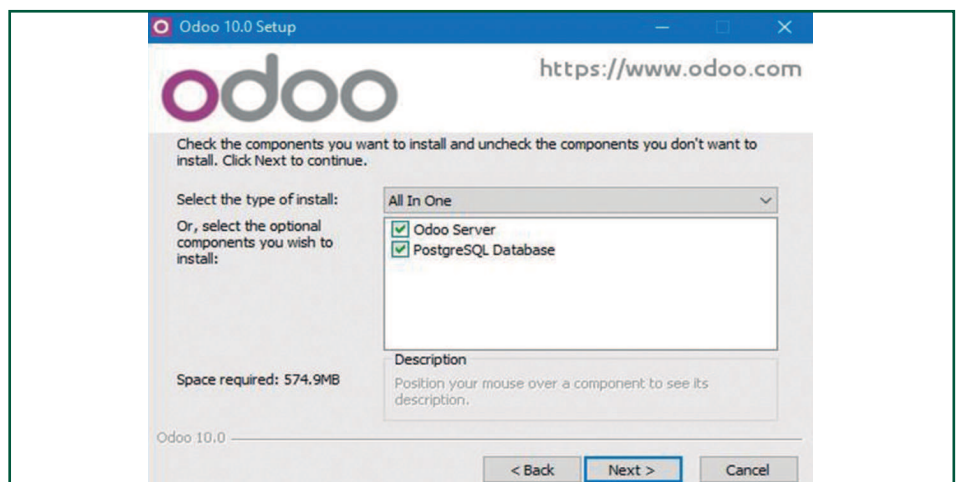 Odoo 10.0 Setup
odoo
https://www.odoo.com
Check the components you want to install and uncheck the components you don't want to
install. Click Next to continue.
Select the type of install:
All In One
Or, select the optional
components you wish to
install:
Odoo Server
PostgreSQL Database
Space required: 574.9MB
Description
Position your mouse over a component to see its
description.
Odoo 10.0
< Back
Next >
Cancel